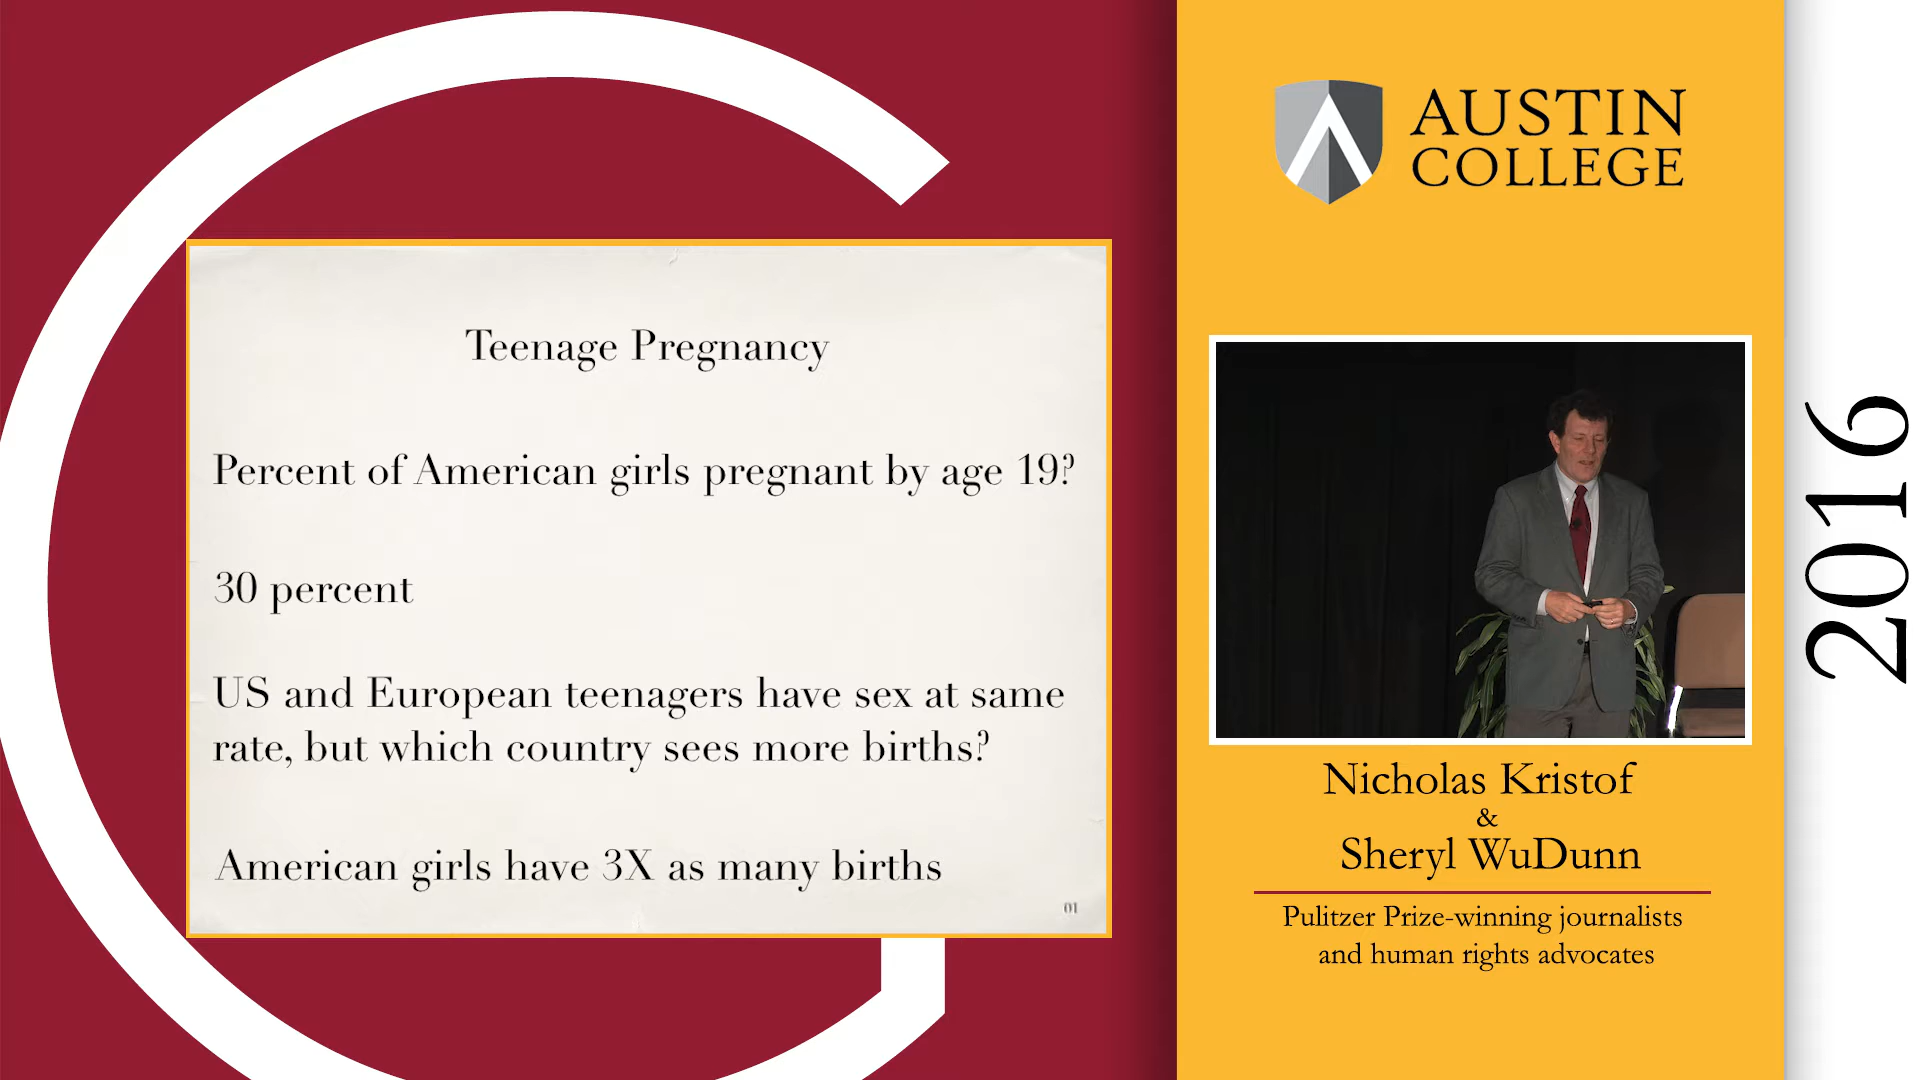 Teenage Pregnancy
Percent of American girls pregnant by age 19?
30 percent
US and European teenagers have sex at same
rate, but which country sees more births?
American girls have 3X as many births
01
AUSTIN
COLLEGE
Nicholas Kristof
&
Sheryl WuDunn
Pulitzer Prize-winning journalists
and human rights advocates
2016